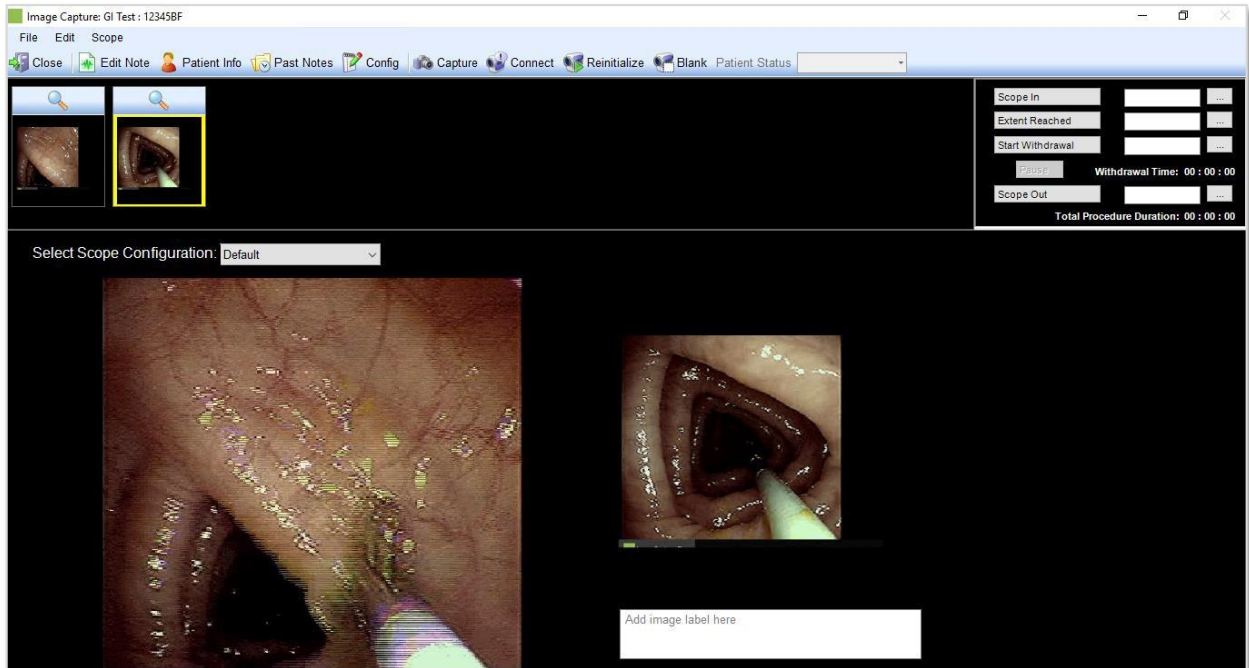 Image Capture: GI Test : 12345BF
File Edit Scope
Close Edit Note Patient Info Past Notes Config Capture Connect Reinitialize Blank Patient Status
Scope In ...
Extent Reached ...
Start Withdrawal ...
Pause Withdrawal Time: 00 : 00 : 00
Scope Out ...
Total Procedure Duration: 00 : 00 : 00
Select Scope Configuration: Default
Add image label here